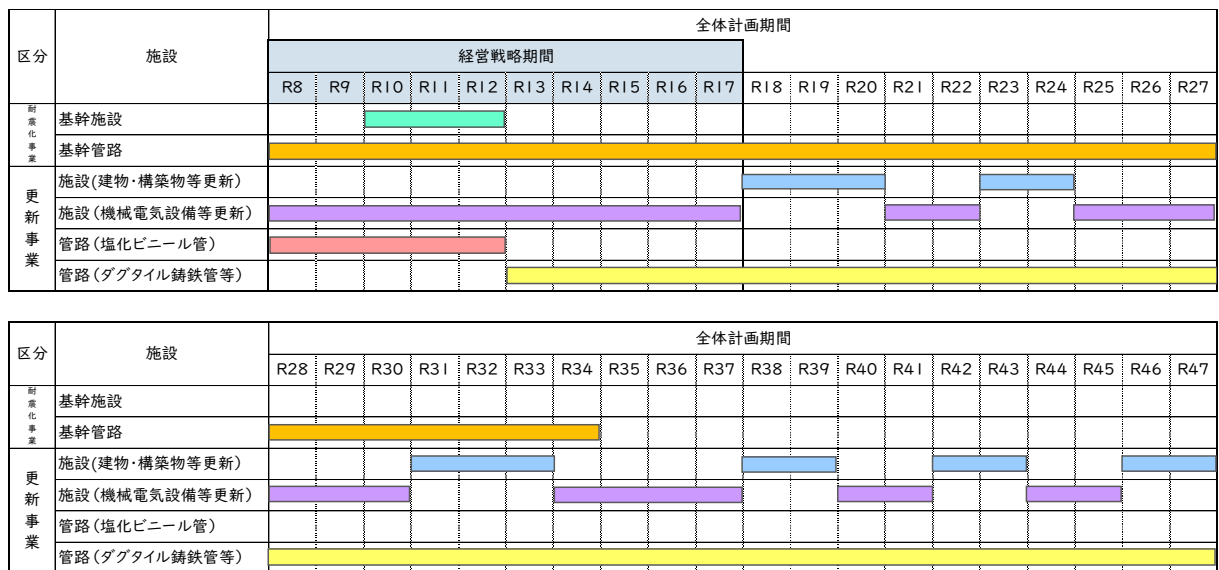 区分 施設 全体計画期間
経営戦略期間
R8 R9 R10 R11 R12 R13 R14 R15 R16 R17 R18 R19 R20 R21 R22 R23 R24 R25 R26 R27
耐震化事業 基幹施設
基幹管路
更新事業 施設(建物・構築物等更新)
施設(機械電気設備等更新)
管路(塩化ビニール管)
管路(ダグタイル鋳鉄管等)
区分 施設 全体計画期間
R28 R29 R30 R31 R32 R33 R34 R35 R36 R37 R38 R39 R40 R41 R42 R43 R44 R45 R46 R47
耐震化事業 基幹施設
基幹管路
更新事業 施設(建物・構築物等更新)
施設(機械電気設備等更新)
管路(塩化ビニール管)
管路(ダグタイル鋳鉄管等)